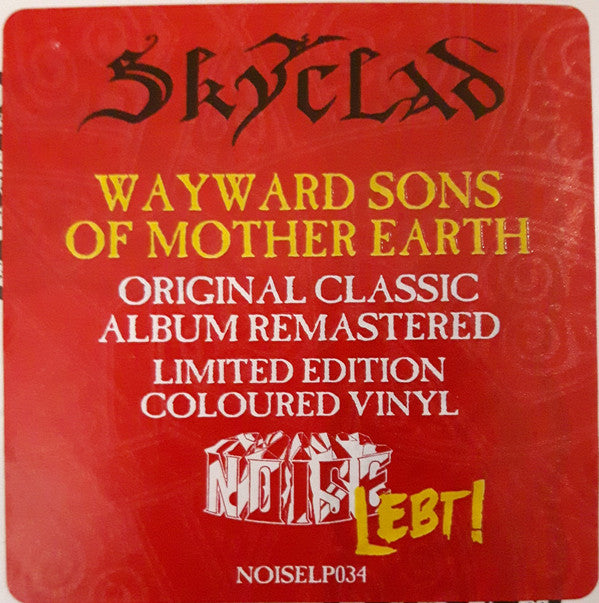 SKYCLAD
WAYWARD SONS
OF MOTHER EARTH
ORIGINAL CLASSIC
ALBUM REMASTERED
LIMITED EDITION
COLOURED VINYL
NOISE
LEBT!
NOISELP034